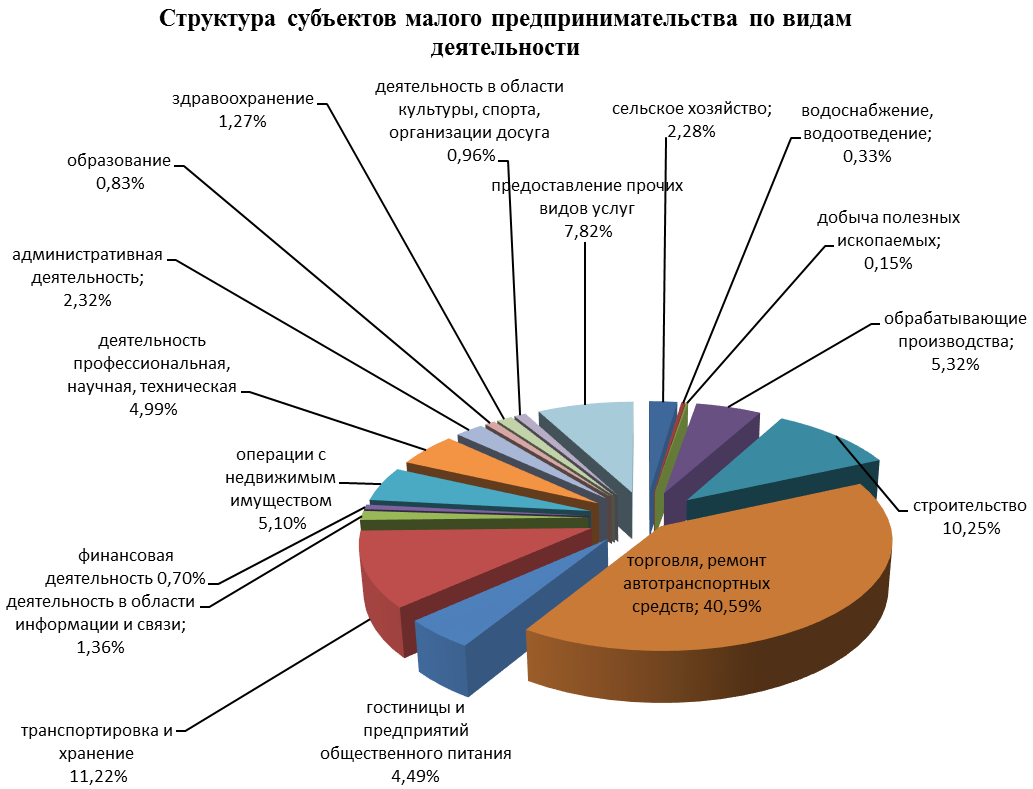 Структура субъектов малого предпринимательства по видам
деятельности
деятельность в области
культуры, спорта,
организации досуга
0,96%
здравоохранение
1,27%
образование
0,83%
административная
деятельность;
2,32%
деятельность
профессиональная,
научная, техническая
4,99%
операции с
недвижимым
имуществом
5,10%
финансовая
деятельность 0,70%
деятельность в области
информации и связи;
1,36%
транспортировка и
хранение
11,22%
гостиницы и
предприятий
общественного питания
4,49%
предоставление прочих
видов услуг
7,82%
сельское хозяйство;
2,28%
водоснабжение,
водоотведение;
0,33%
добыча полезных
ископаемых;
0,15%
обрабатывающие
производства;
5,32%
строительство
10,25%
торговля, ремонт
автотранспортных
средств; 40,59%